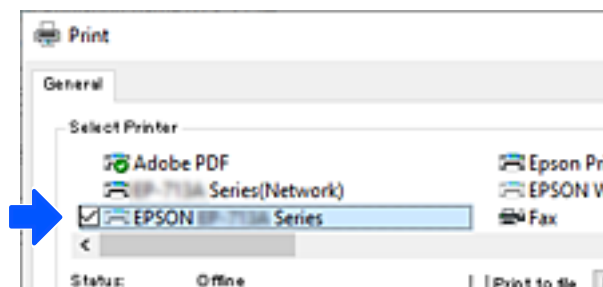 Print
General
Select Printer
Adobe PDF
Epson Pr
Series(Network)
EPSON W
EPSON Series
Fax
Status: Offline
Print to file